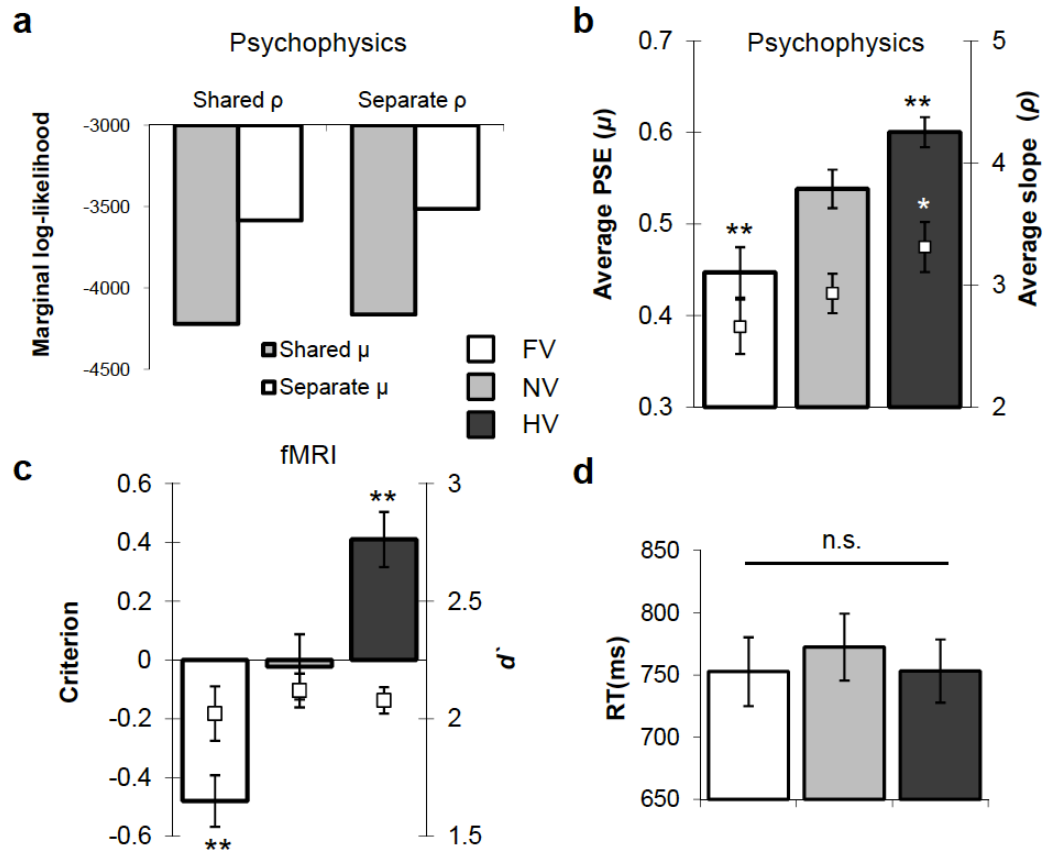 a
Psychophysics
Shared ρ
Separate ρ
Marginal log-likelihood
-3000
-3500
-4000
-4500
Shared μ
Separate μ
FV
NV
HV
b
Psychophysics
Average PSE (μ)
0.7
0.6
0.5
0.4
0.3
**
**
*
5
4
3
2
Average slope (ρ)
c
fMRI
Criterion
0.6
0.4
0.2
0
-0.2
-0.4
-0.6
**
**
3
2.5
2
1.5
d`
d
RT(ms)
850
800
750
700
650
n.s.